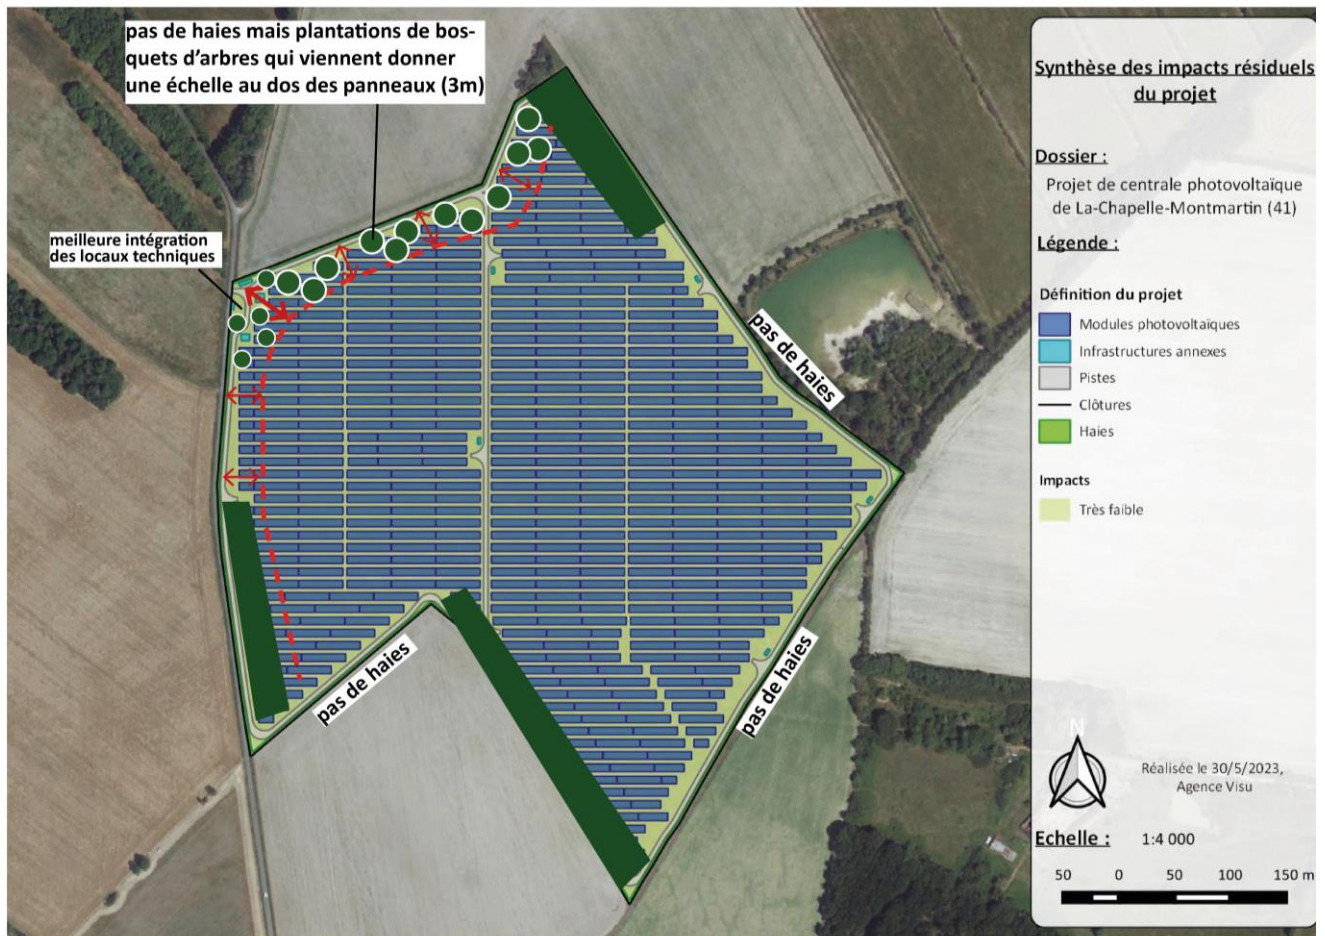 pas de haies mais plantations de bos-
quets d'arbres qui viennent donner
une échelle au dos des panneaux (3m)
meilleure intégration
des locaux techniques
pas de haies
pas de haies
pas de haies
Synthèse des impacts résiduels
du projet
Dossier :
Projet de centrale photovoltaïque
de La-Chapelle-Montmartin (41)
Légende :
Définition du projet
Modules photovoltaïques
Infrastructures annexes
Pistes
Clôtures
Haies
Impacts
Très faible
N
Réalisée le 30/5/2023,
Agence Visu
Echelle : 1:4 000
50 0 50 100 150 m